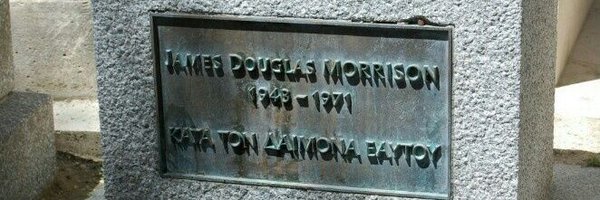 JAMES DOUGLAS MORRISON
1943 - 1971
ΚΑΤΑ ΤΟΝ ΔΑΙΜΟΝΑ ΕΑΥΤΟΥ